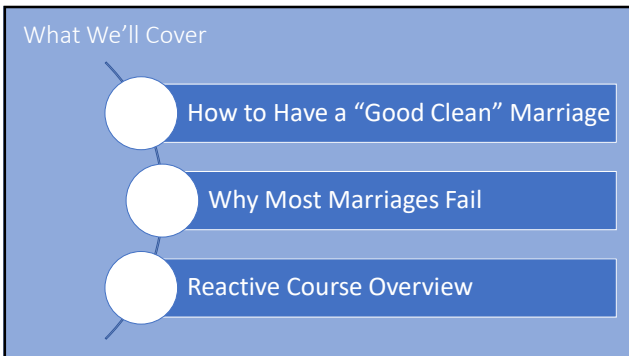 What We’ll Cover
How to Have a “Good Clean” Marriage
Why Most Marriages Fail
Reactive Course Overview